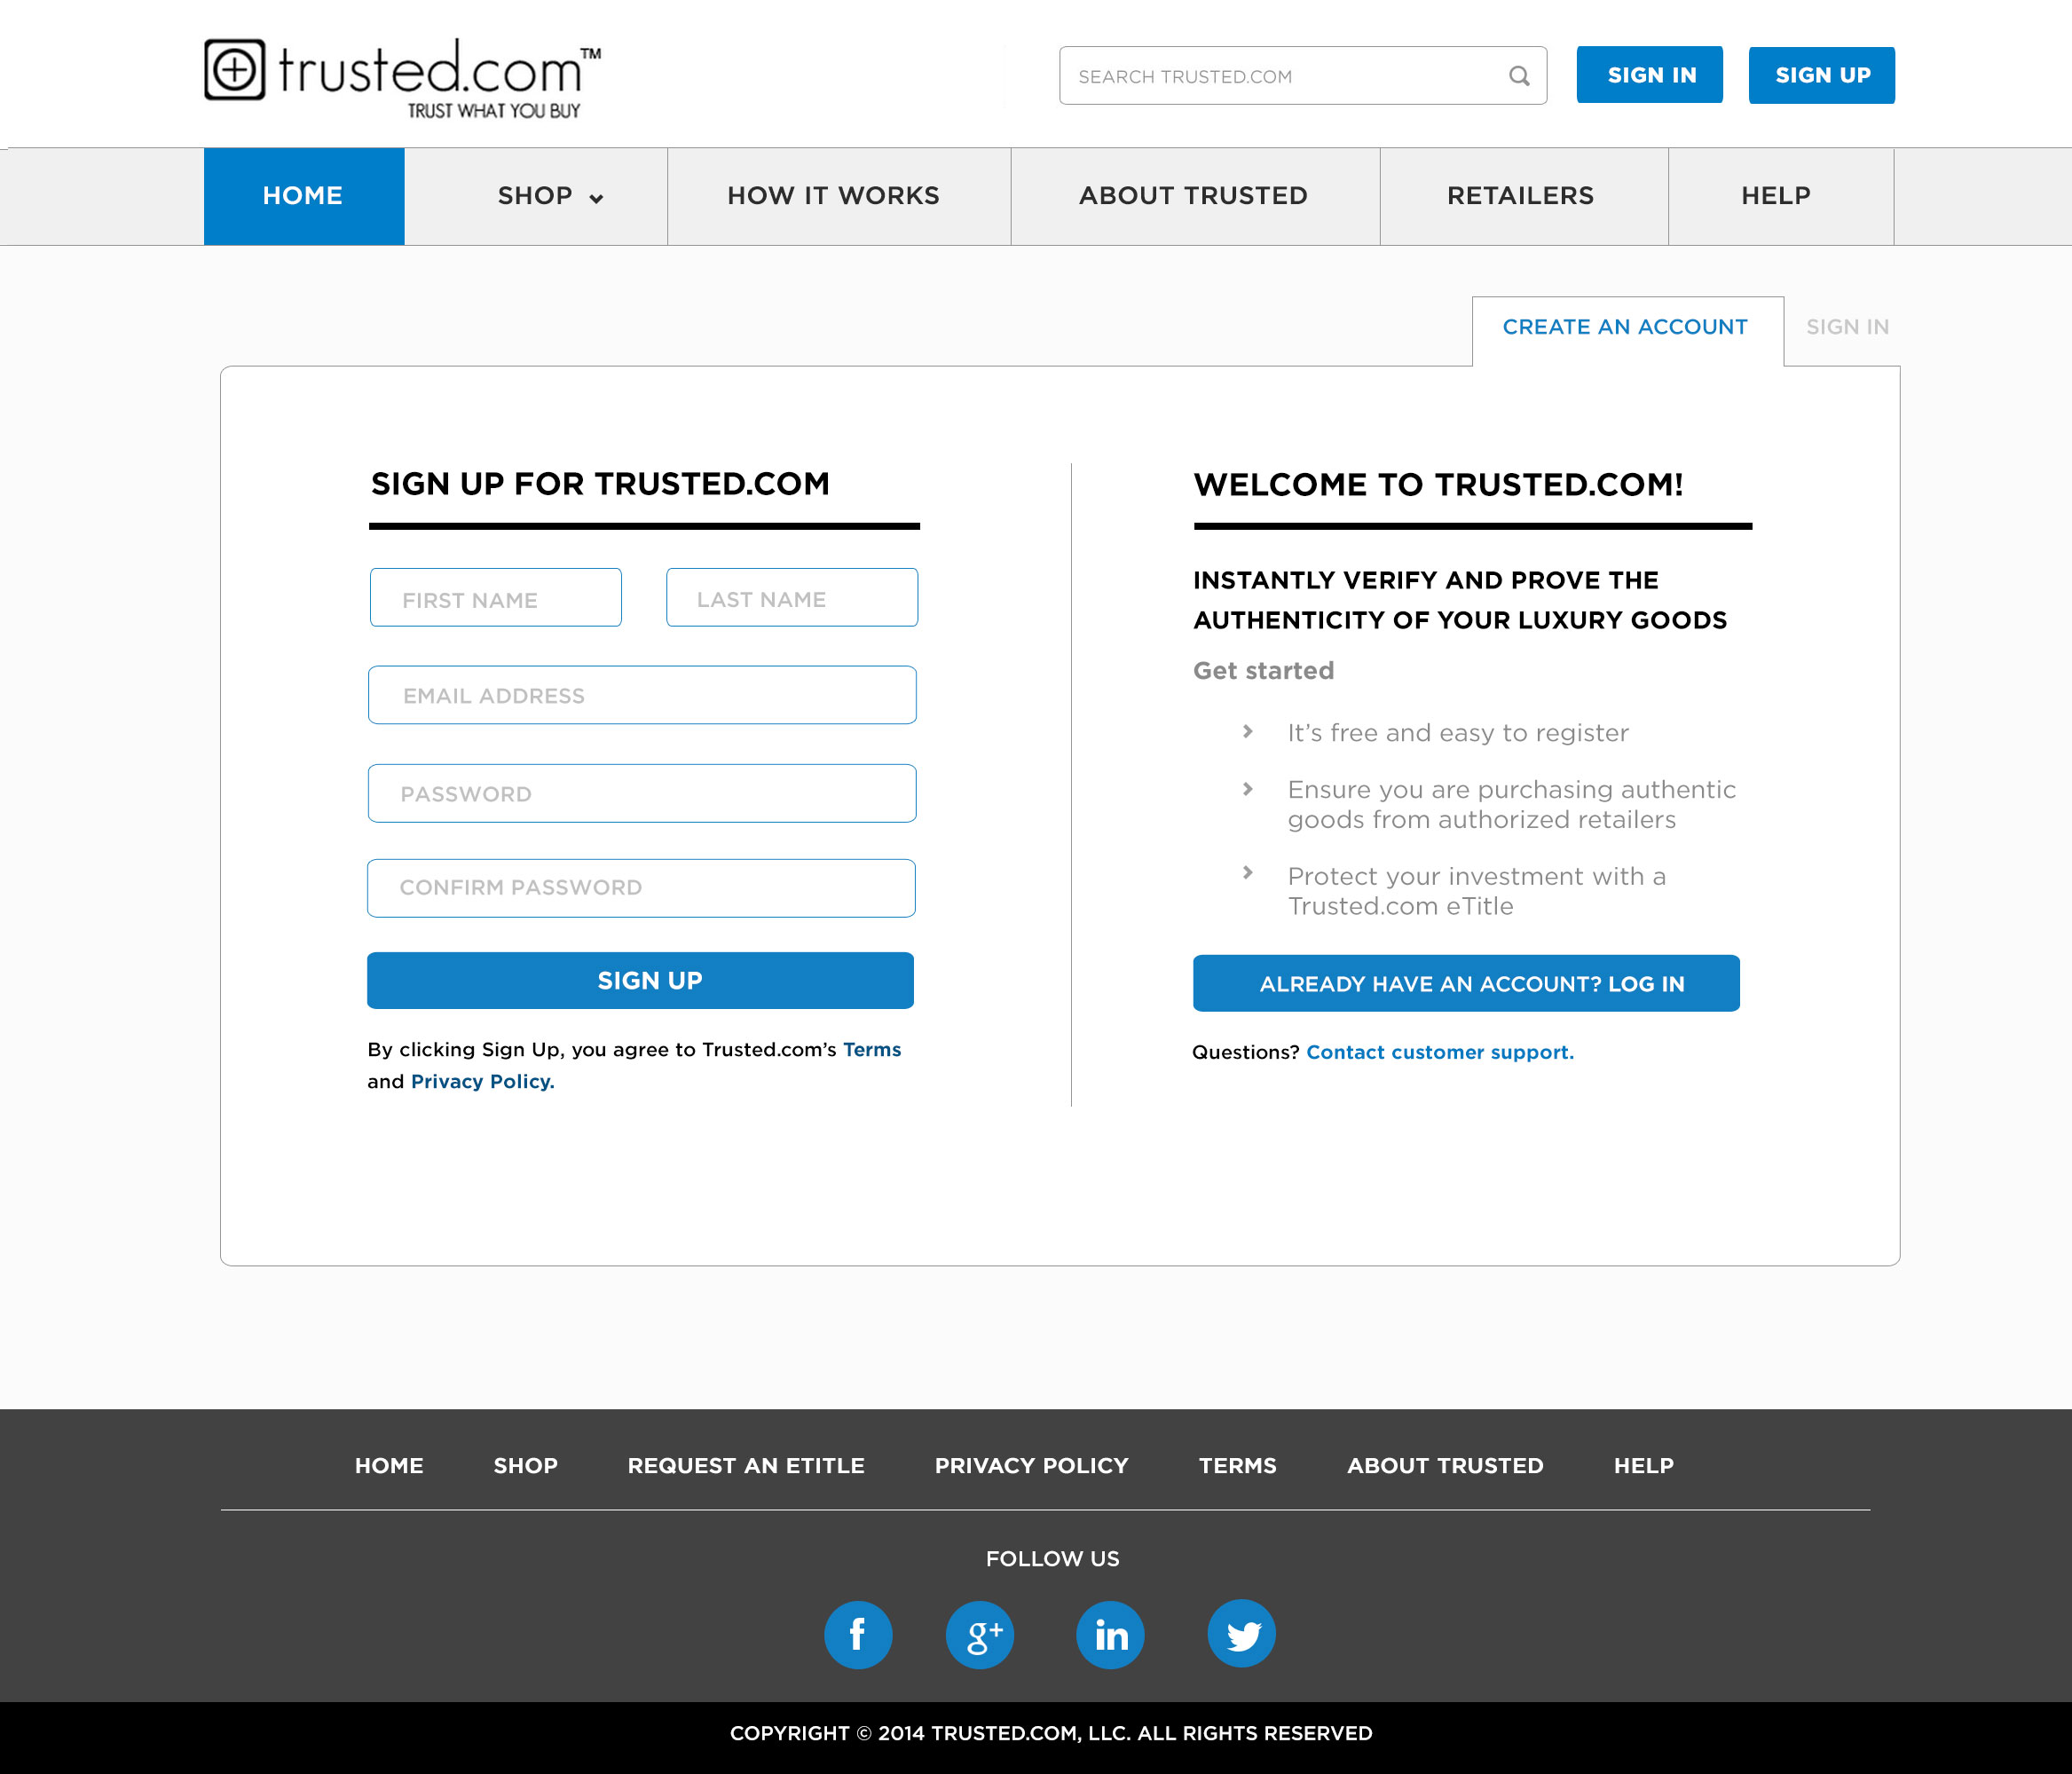 trusted.com™
TRUST WHAT YOU BUY
SEARCH TRUSTED.COM
SIGN IN
SIGN UP
HOME
SHOP
HOW IT WORKS
ABOUT TRUSTED
RETAILERS
HELP
CREATE AN ACCOUNT
SIGN IN
SIGN UP FOR TRUSTED.COM
FIRST NAME
LAST NAME
EMAIL ADDRESS
PASSWORD
CONFIRM PASSWORD
SIGN UP
By clicking Sign Up, you agree to Trusted.com’s Terms
and Privacy Policy.
WELCOME TO TRUSTED.COM!
INSTANTLY VERIFY AND PROVE THE
AUTHENTICITY OF YOUR LUXURY GOODS
Get started
It’s free and easy to register
Ensure you are purchasing authentic
goods from authorized retailers
Protect your investment with a
Trusted.com eTitle
ALREADY HAVE AN ACCOUNT? LOG IN
Questions? Contact customer support.
HOME
SHOP
REQUEST AN ETITLE
PRIVACY POLICY
TERMS
ABOUT TRUSTED
HELP
FOLLOW US
f
g+
in
COPYRIGHT © 2014 TRUSTED.COM, LLC. ALL RIGHTS RESERVED